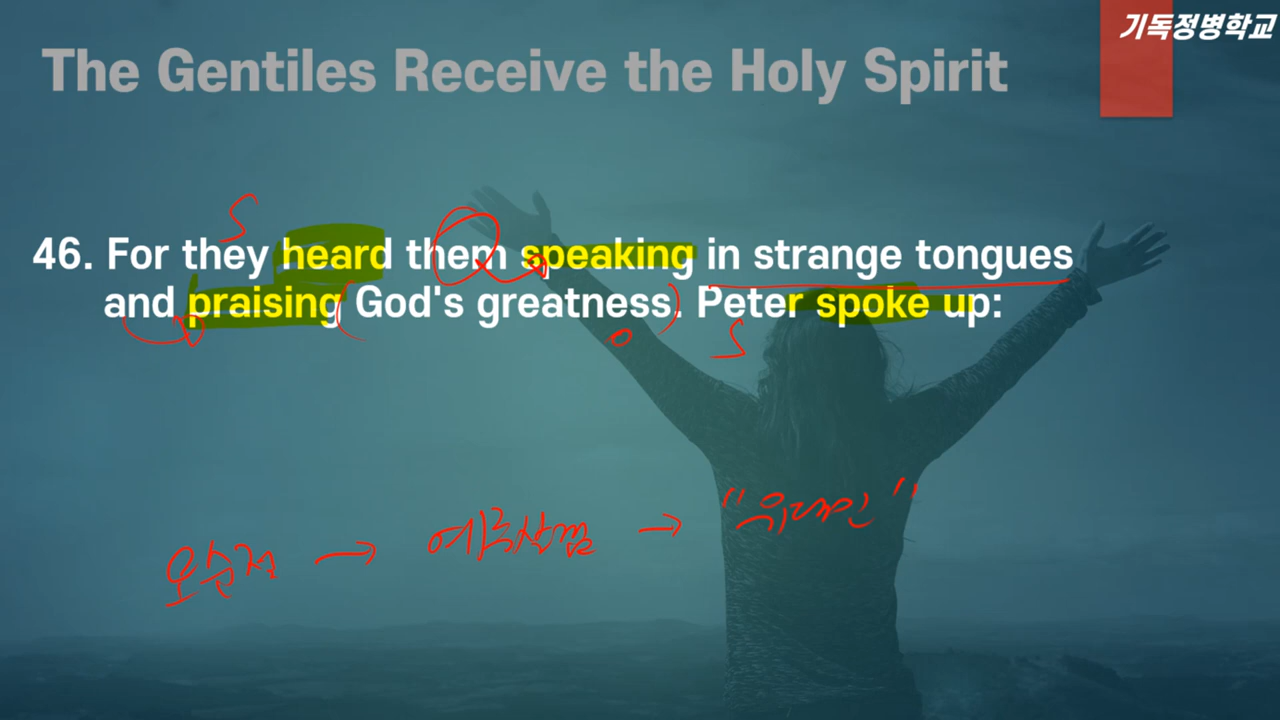 기독정병학교
The Gentiles Receive the Holy Spirit
S
46. For they heard them speaking in strange tongues
and praising God's greatness. Peter spoke up:
O S
오순절 → 예루살렘 → "유대인"